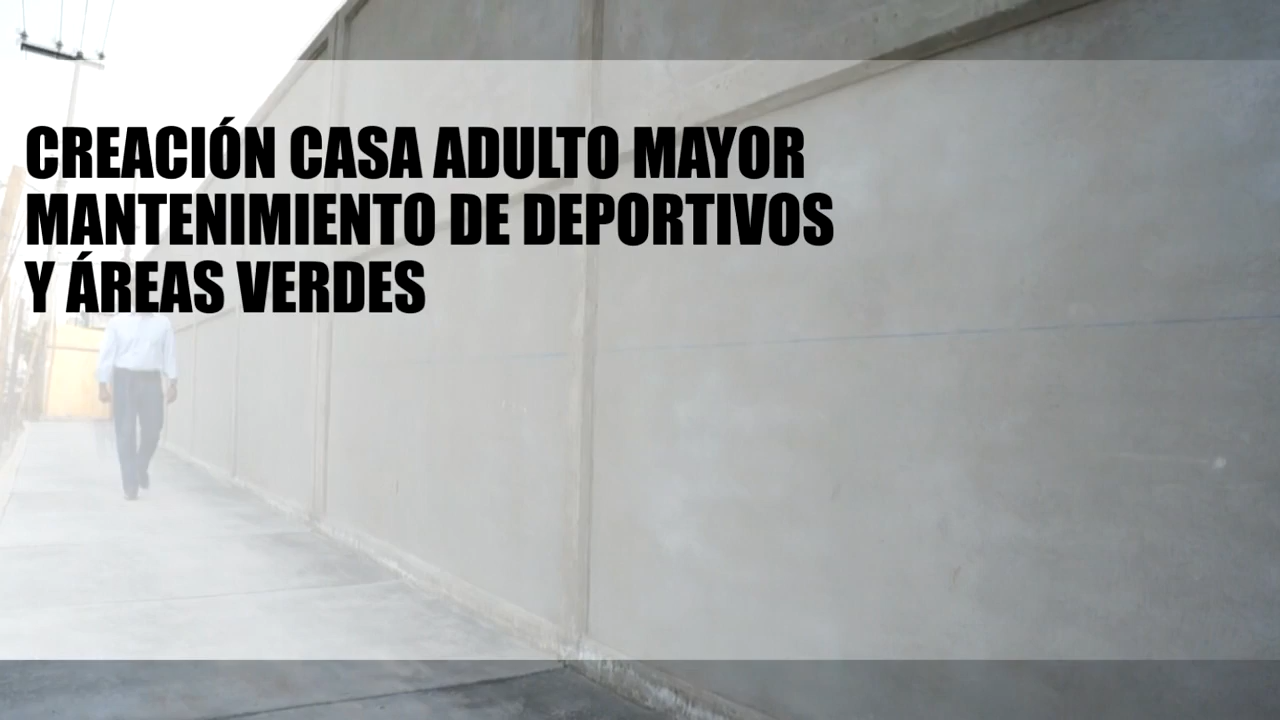 CREACIÓN CASA ADULTO MAYOR
MANTENIMIENTO DE DEPORTIVOS
Y ÁREAS VERDES